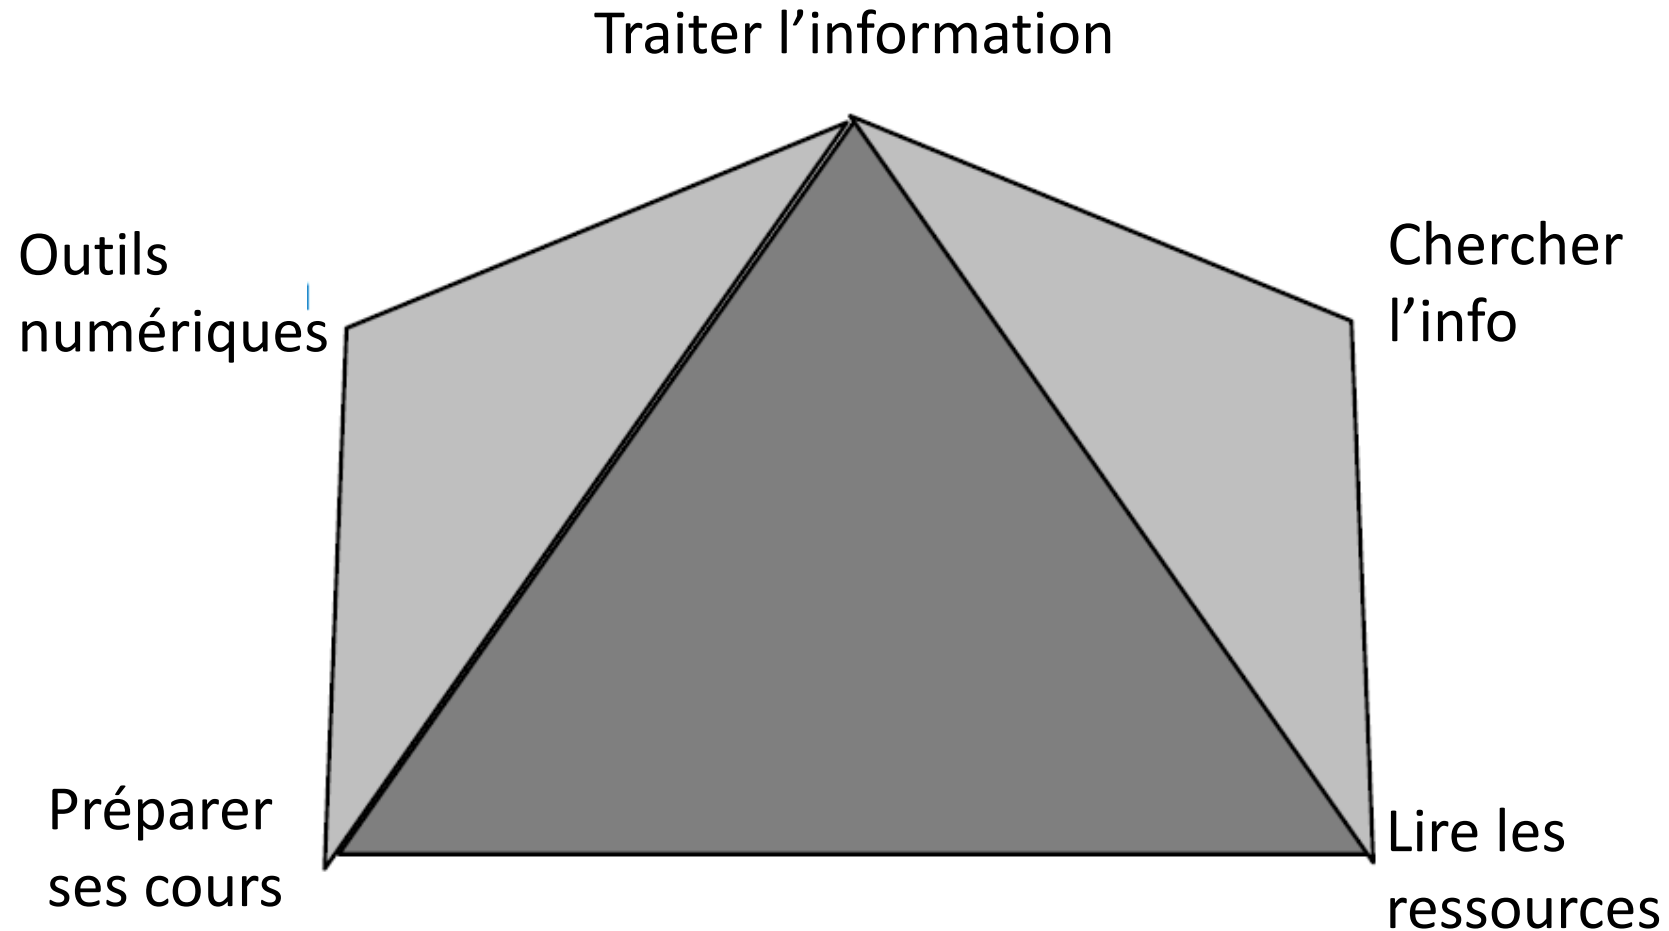 Traiter l’information
Outils
numériques
Chercher
l’info
Préparer
ses cours
Lire les
ressources